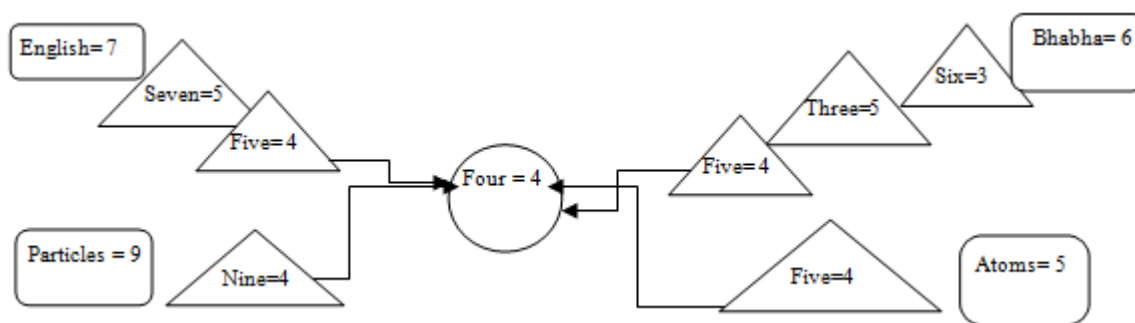 English= 7
Seven=5
Five= 4
Four = 4
Five= 4
Three=5
Six=3
Bhabha= 6
Particles = 9
Nine=4
Five=4
Atoms= 5